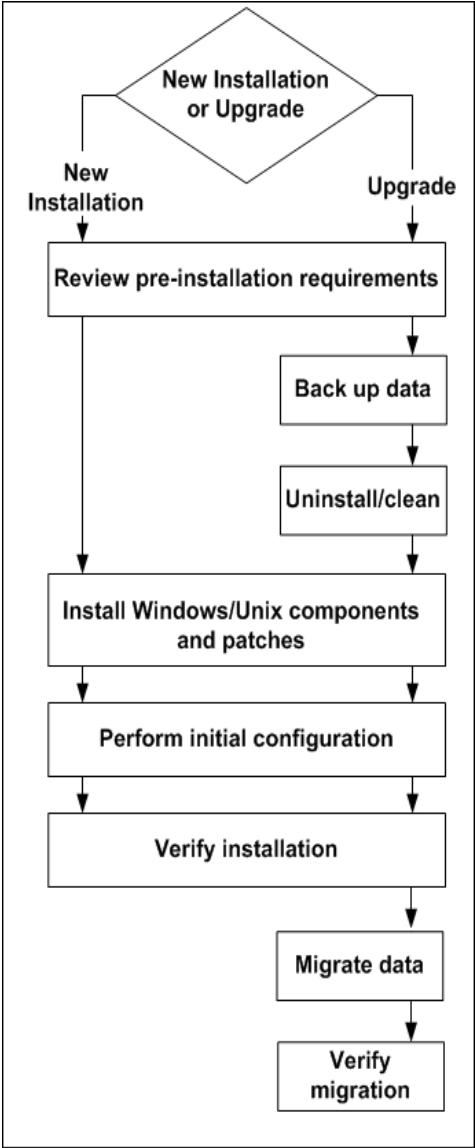 New Installation
or Upgrade
New
Installation
Upgrade
Review pre-installation requirements
Back up data
Uninstall/clean
Install Windows/Unix components
and patches
Perform initial configuration
Verify installation
Migrate data
Verify
migration